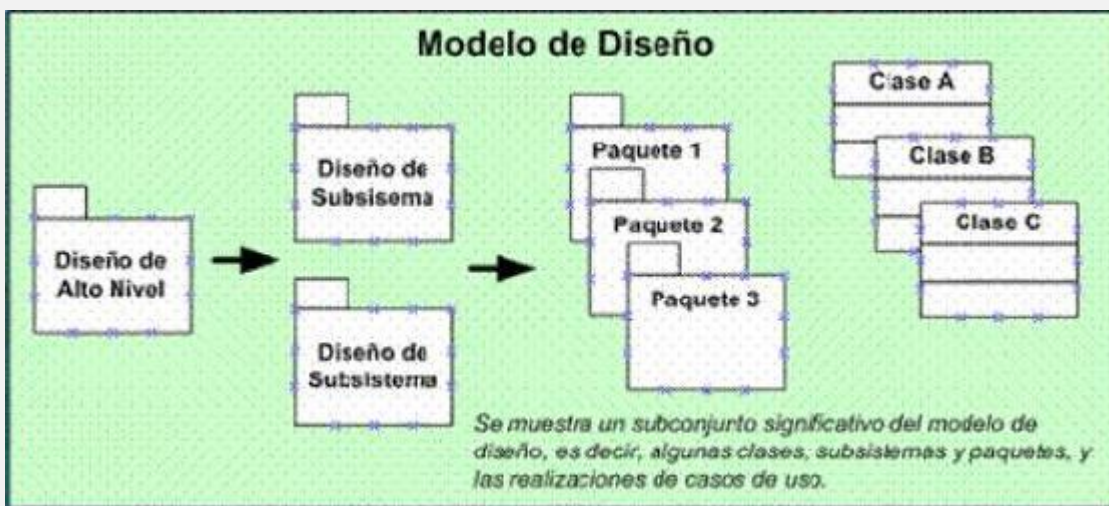 Modelo de Diseño
Diseño de
Alto Nivel
Diseño de
Subsisema
Diseño de
Subsistema
Paquete 1
Paquete 2
Paquete 3
Clase A
Clase B
Clase C
Se muestra un subconjunto significativo del modelo de
diseño, es decir, algunas clases, subsistemas y paquetes, y
las realizaciones de casos de uso.